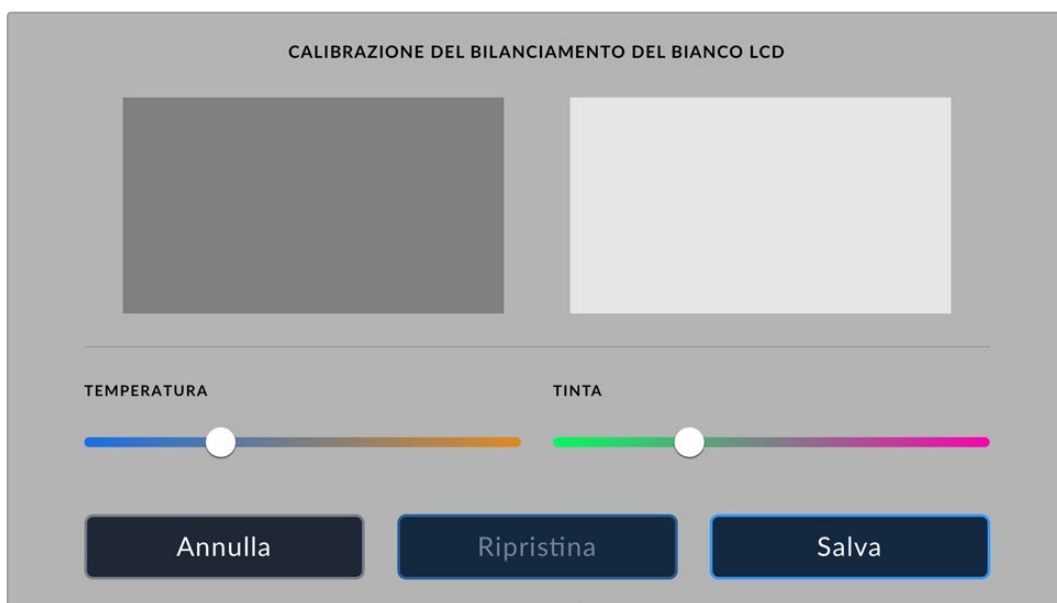 CALIBRAZIONE DEL BILANCIAMENTO DEL BIANCO LCD
TEMPERATURA
TINTA
Annulla
Ripristina
Salva